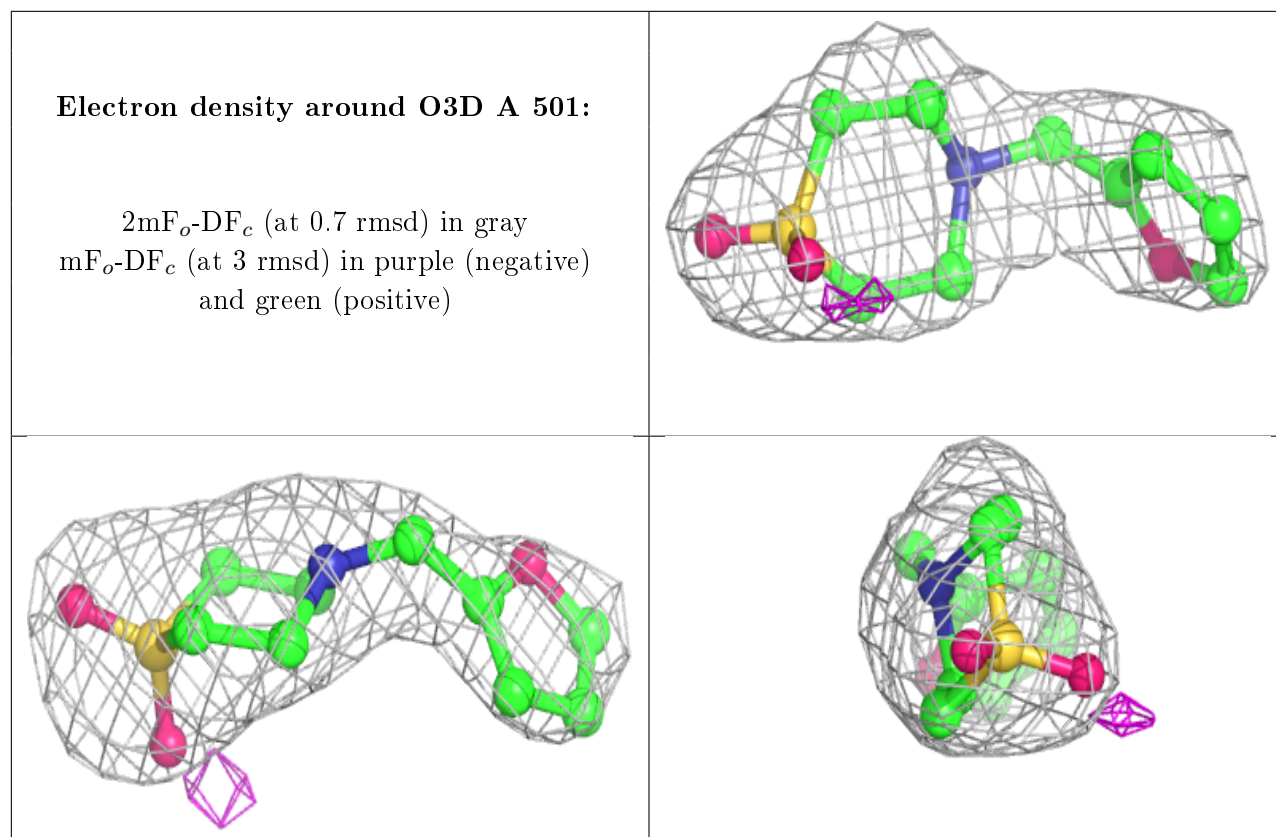 Electron density around O3D A 501:
2mFo-DFc (at 0.7 rmsd) in gray
mFo-DFc (at 3 rmsd) in purple (negative)
and green (positive)